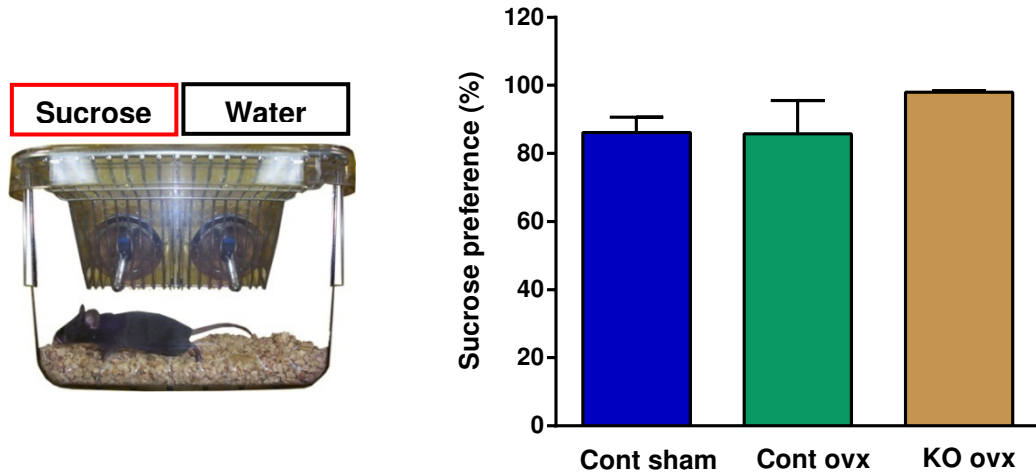 Sucrose
Water
Sucrose preference (%)
120
100
80
60
40
20
0
Cont sham
Cont ovx
KO ovx